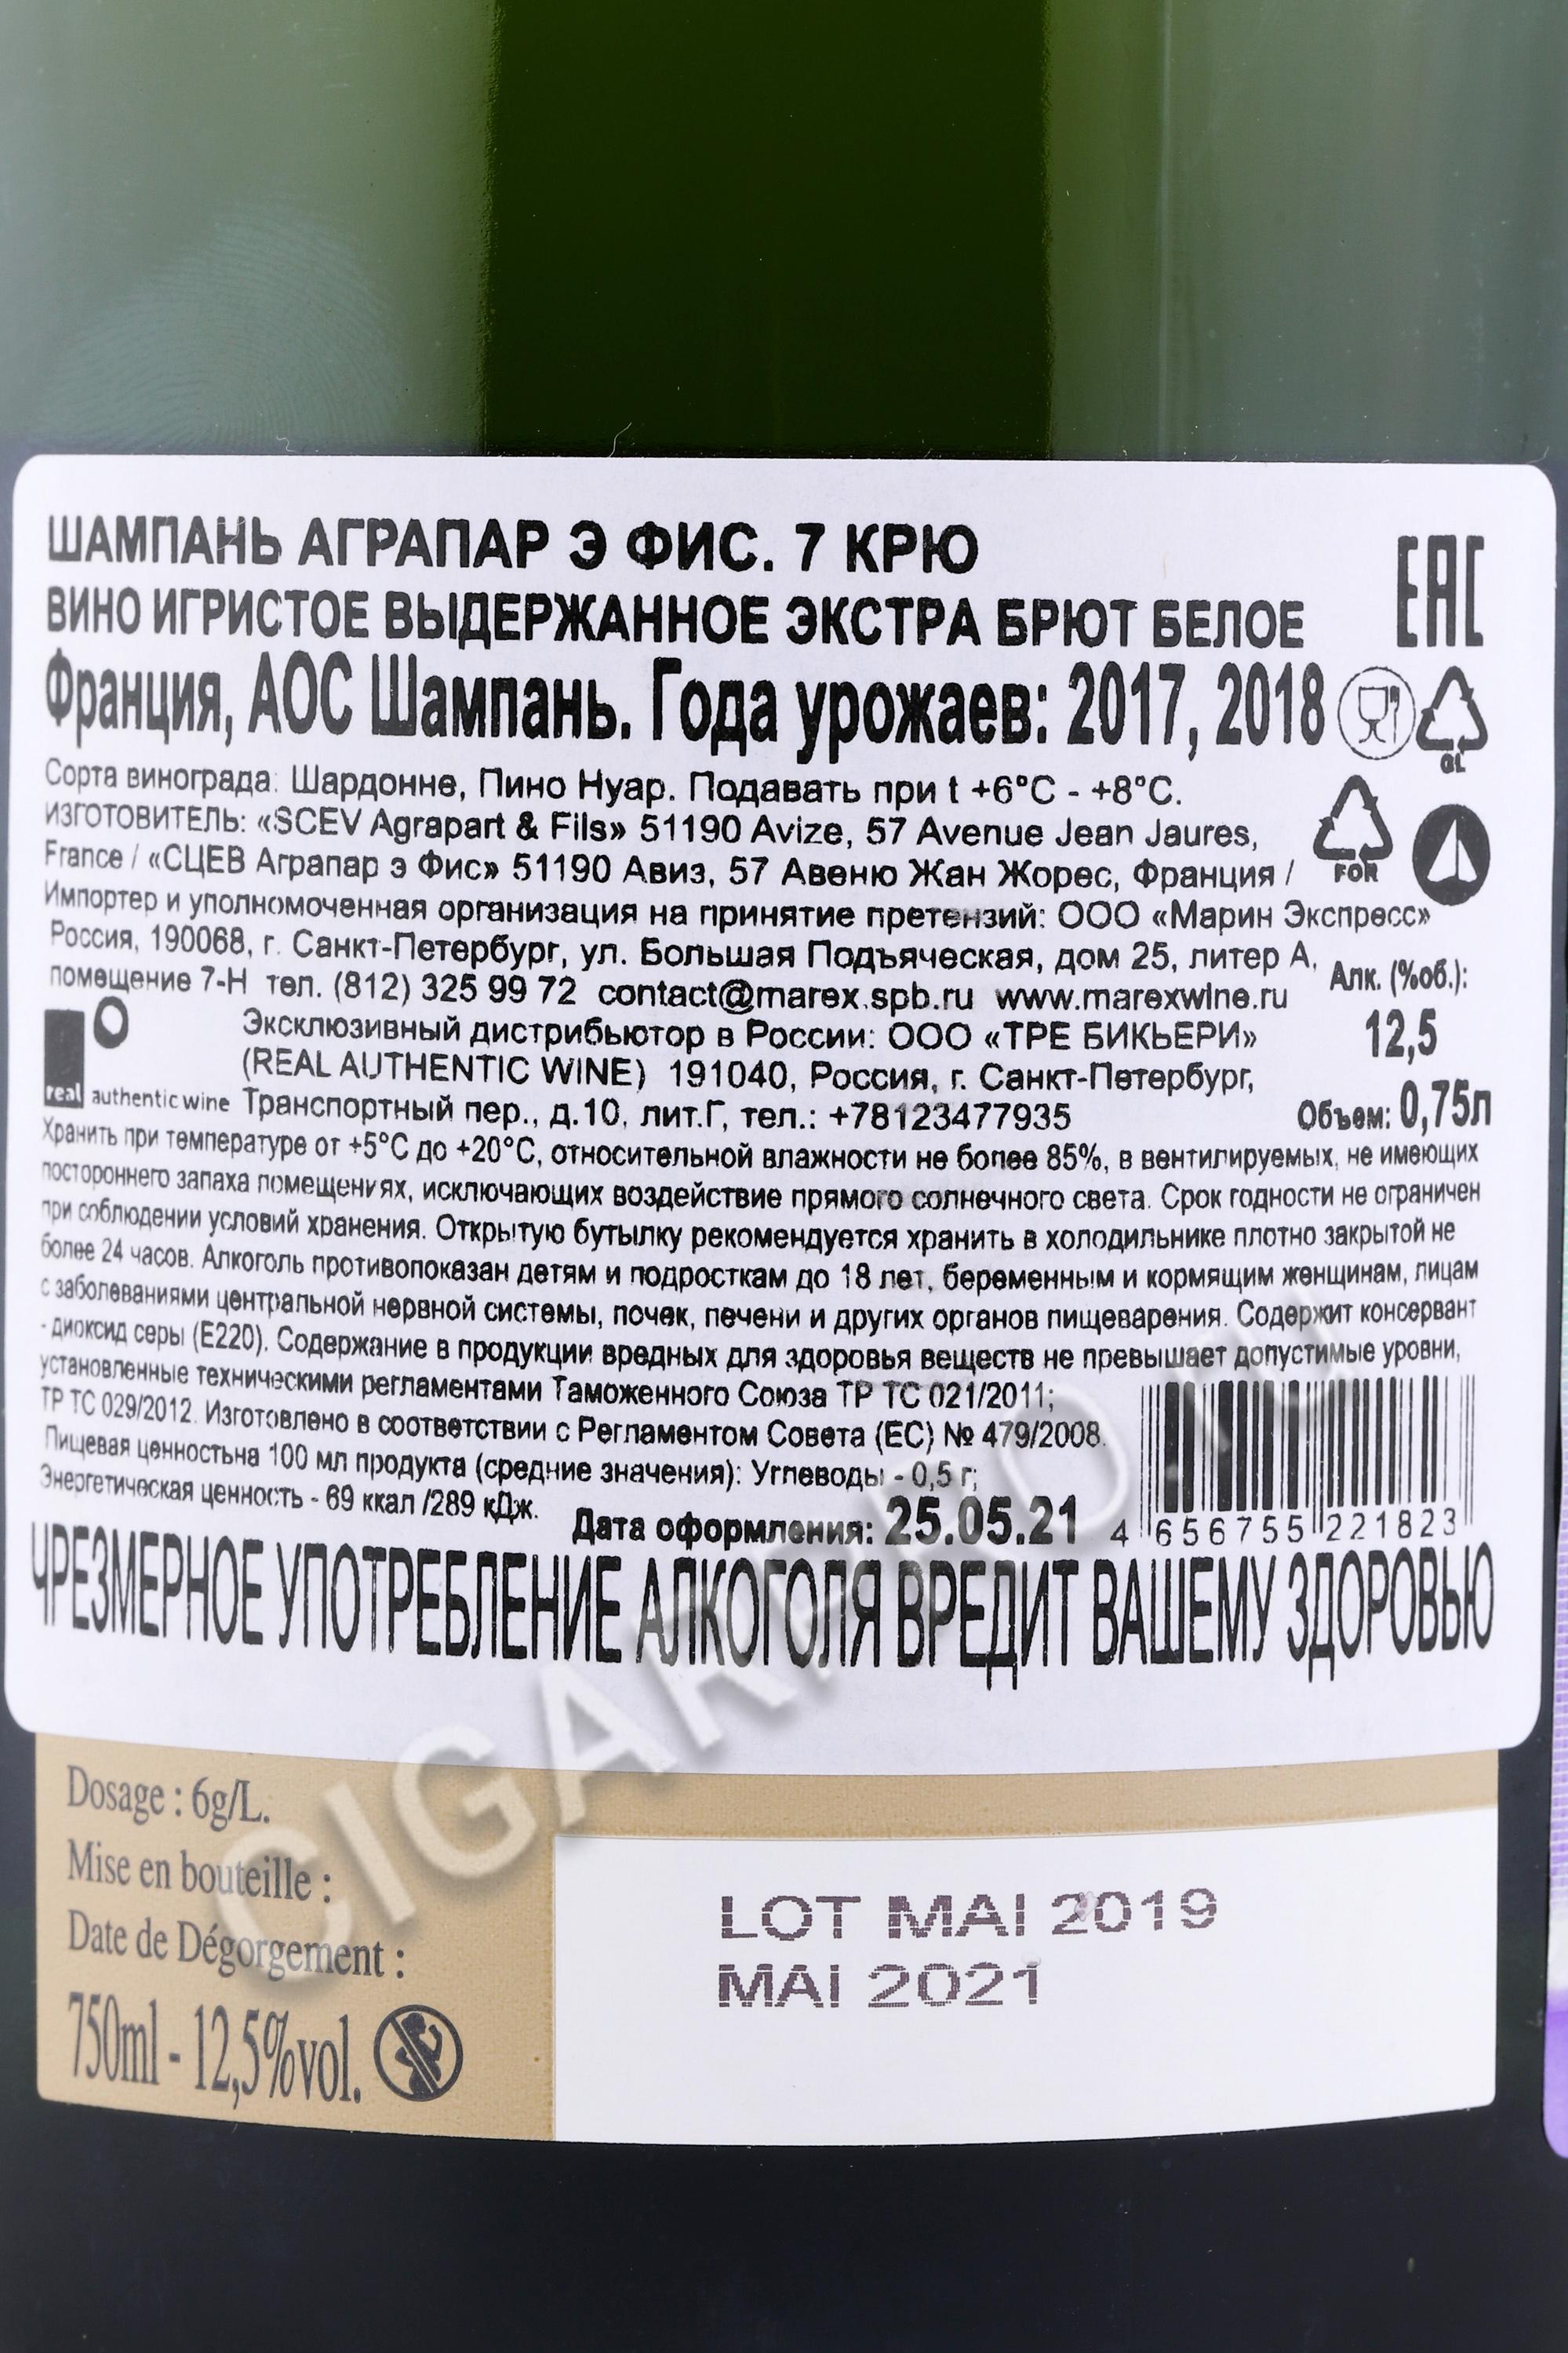 ШАМПАНЬ АГРАПАР Э ФИС. 7 КРЮ
ВИНО ИГРИСТОЕ ВЫДЕРЖАННОЕ ЭКСТРА БРЮТ БЕЛОЕ
EAC
Франция, АОС Шампань. Года урожаев: 2017, 2018
GL
Сорта винограда: Шардонне, Пино Нуар. Подавать при t +6°C - +8°C.
ИЗГОТОВИТЕЛЬ: «SCEV Agrapart & Fils» 51190 Avize, 57 Avenue Jean Jaures,
France / «СЦЕВ Аграпар э Фис» 51190 Авиз, 57 Авеню Жан Жорес, Франция /
FOR
Импортер и уполномоченная организация на принятие претензий: ООО «Марин Экспресс»
Россия, 190068, г. Санкт-Петербург, ул. Большая Подъяческая, дом 25, литер А,
помещение 7-Н тел. (812) 325 99 72 contact@marex.spb.ru www.marexwine.ru
Алк. (%об.):
12,5
Эксклюзивный дистрибьютор в России: ООО «ТРЕ БИКЬЕРИ»
(REAL AUTHENTIC WINE) 191040, Россия, г. Санкт-Петербург,
real authentic wine
Транспортный пер., д.10, лит.Г, тел.: +78123477935
Объем: 0,75л
Хранить при температуре от +5°C до +20°C, относительной влажности не более 85%, в вентилируемых, не имеющих
постороннего запаха помещениях, исключающих воздействие прямого солнечного света. Срок годности не ограничен
при соблюдении условий хранения. Открытую бутылку рекомендуется хранить в холодильнике плотно закрытой не
более 24 часов. Алкоголь противопоказан детям и подросткам до 18 лет, беременным и кормящим женщинам, лицам
с заболеваниями центральной нервной системы, почек, печени и других органов пищеварения. Содержит консервант
- диоксид серы (Е220). Содержание в продукции вредных для здоровья веществ не превышает допустимые уровни,
установленные техническими регламентами Таможенного Союза ТР ТС 021/2011;
ТР ТС 029/2012. Изготовлено в соответствии с Регламентом Совета (ЕС) № 479/2008.
Пищевая ценностьна 100 мл продукта (средние значения): Углеводы - 0,5 г;
Энергетическая ценность - 69 ккал /289 кДж.
Дата оформления: 25.05.21
4 656755 221823
ЧРЕЗМЕРНОЕ УПОТРЕБЛЕНИЕ АЛКОГОЛЯ ВРЕДИТ ВАШЕМУ ЗДОРОВЬЮ
CIGARPRO.RU
Dosage : 6g/L.
Mise en bouteille :
LOT MAI 2019
Date de Dégorgement :
MAI 2021
750ml - 12,5%vol.